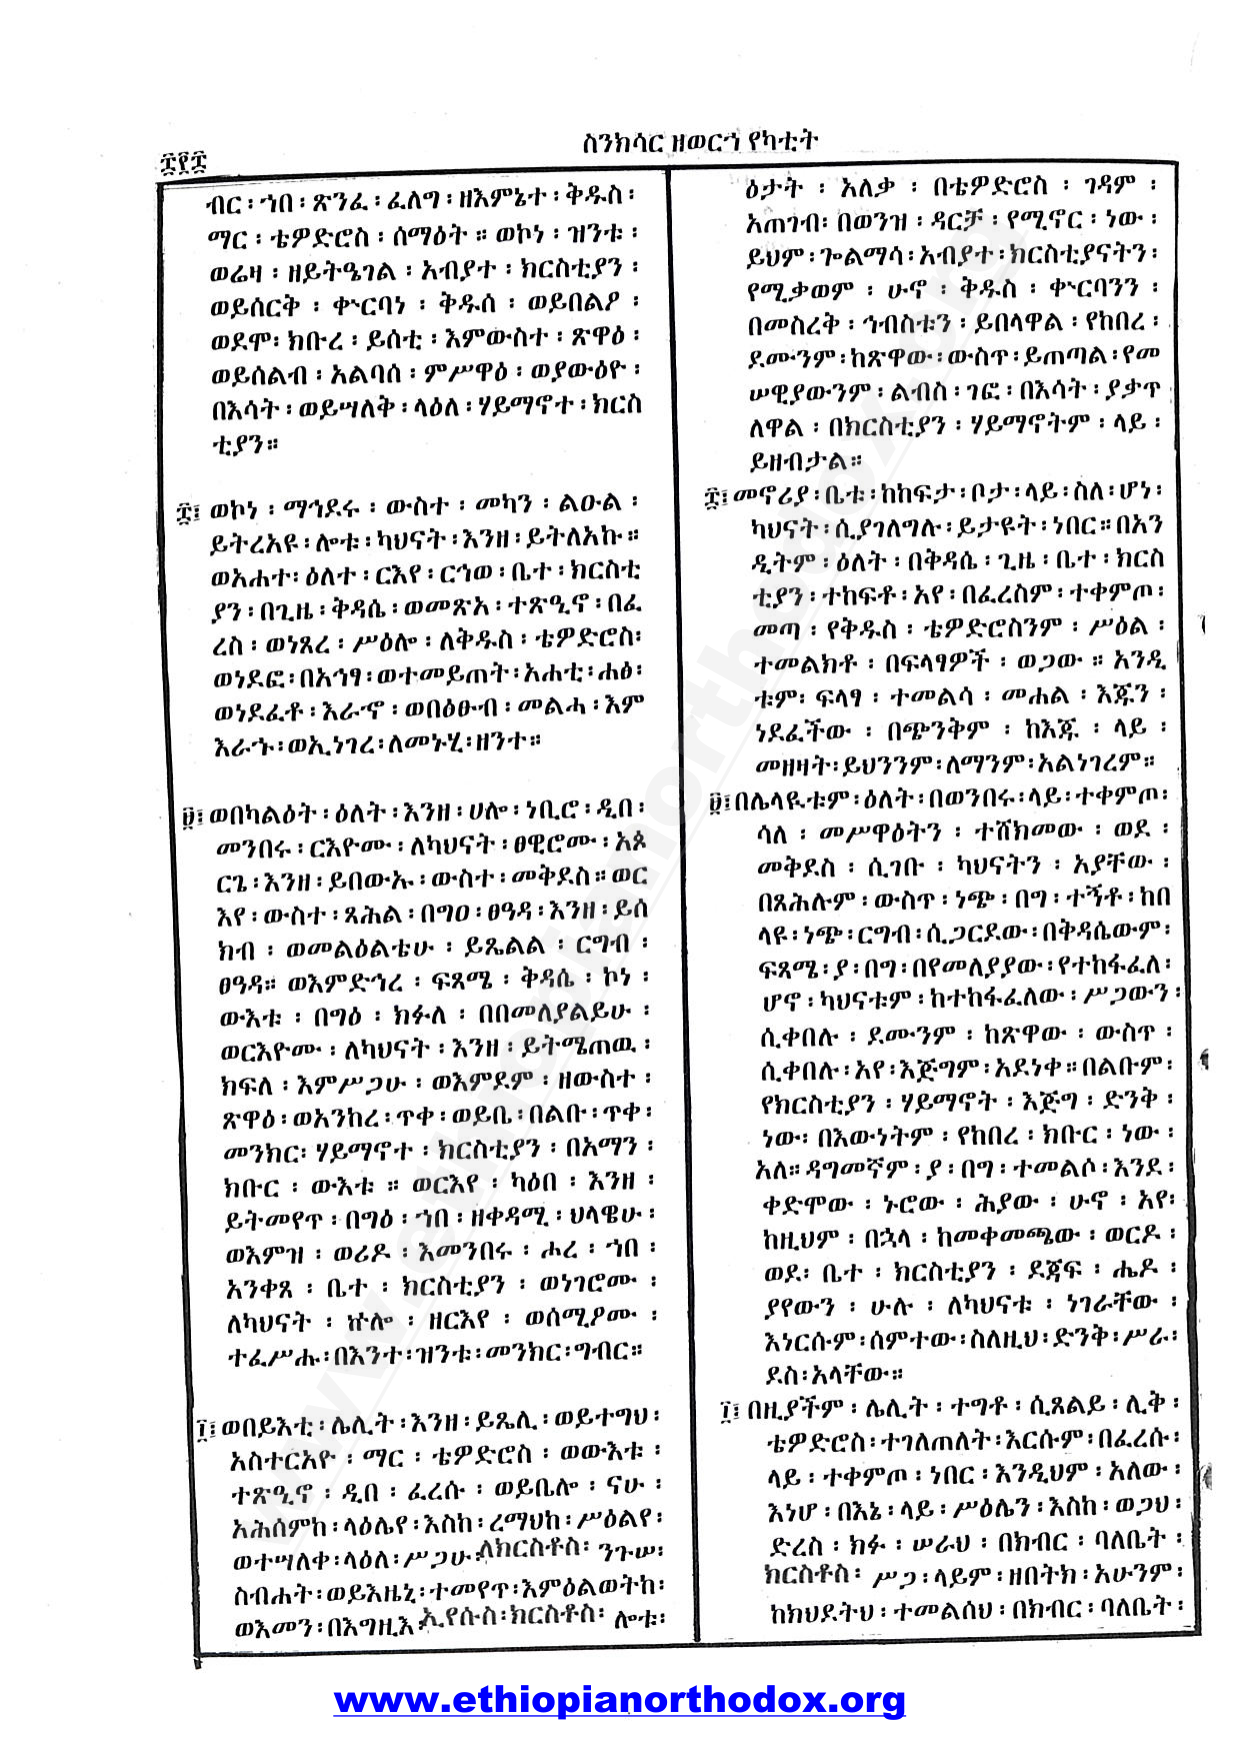 ፰፻፰
ስንክሳር ዘወርኀ የካቲት
ብር ፡ ኀበ ፡ ጽንፈ ፡ ፈለግ ፡ ዘእምኔተ ፡ ቅዱስ ፡
ማር ፡ ቴዎድሮስ ፡ ሰማዕት ። ወኮነ ፡ ዝንቱ ፡
ወሬዛ ፡ ዘይትዔገል ፡ አብያተ ፡ ክርስቲያን ፡
ወይሰርቅ ፡ ቍርባነ ፡ ቅዱሰ ፡ ወይበልዖ ፡
ወደሞ፡ ክቡረ ፡ ይሰቲ ፡ እምውስተ ፡ ጽዋዕ ፡
ወይሰልብ ፡ አልባሰ ፡ ምሥዋዕ ፡ ወያውዕዮ ፡
በእሳት ፡ ወይሣለቅ ፡ ላዕለ ፡ ሃይማኖተ ፡ ክርስ
ቲያን።
፰፤ ወኮነ ፡ ማኅደሩ ፡ ውስተ ፡ መካን ፡ ልዑል ፡
ይትረአዩ ፡ ሎቱ ፡ ካህናት ፡ እንዘ ፡ ይትለአኩ።
ወአሐተ፡ ዕለተ ፡ ርእየ ፡ ርኅወ ፡ ቤተ ፡ ክርስቲ
ያን ፡ በጊዜ ፡ ቅዳሴ ፡ ወመጽአ ፡ ተጽዒኖ ፡ በፈ
ረስ ፡ ወነጸረ ፡ ሥዕሎ ፡ ለቅዱስ ፡ ቴዎድሮስ፡
ወነደፎ፡ በአኅፃ ፡ ወተመይጠት ፡ አሐቲ ፡ ሐፅ፡
ወነደፈቶ ፡ እራኆ ፡ ወበዕፁብ ፡ መልሓ ፡ እም
እራኁ፡ ወኢነገረ ፡ ለመኑሂ ፡ ዘንተ።
፱፤ ወበካልዕት ፡ ዕለት ፡ እንዘ ፡ ሀሎ ፡ ነቢሮ ፡ ዲበ ፡
መንበሩ ፡ ርእዮሙ ፡ ለካህናት ፡ ፀዊሮሙ ፡ አጾ
ርጊ ፡ እንዘ ፡ ይበውኡ ፡ ውስተ ፡ መቅደስ። ወር
እየ ፡ ውስተ ፡ ጸሕል ፡ በግዐ ፡ ፀዓዳ ፡ እንዘ ፡ ይሰ
ክብ ፡ ወመልዕልቴሁ ፡ ይጼልል ፡ ርግብ ፡
ፀዓዳ። ወእምድኅረ ፡ ፍጻሜ ፡ ቅዳሴ ፡ ኮነ ፡
ውእቱ ፡ በግዕ ፡ ክፉለ ፡ በበመለያልይሁ ፡
ወርእዮሙ ፡ ለካህናት ፡ እንዘ ፡ ይትሜጠዉ ፡
ክፍለ ፡ እምሥጋሁ ፡ ወእምደም ፡ ዘውስተ ፡
ጽዋዕ ፡ ወአንከረ ፡ ጥቀ ፡ ወይቤ ፡ በልቡ ፡ ጥቀ ፡
መንክር፡ ሃይማኖተ ፡ ክርስቲያን ፡ በአማን ፡
ክቡር ፡ ውእቱ ። ወርእየ ፡ ካዕበ ፡ እንዘ ፡
ይትመየጥ ፡ በግዕ ፡ ኀበ ፡ ዘቀዳሚ ፡ ህላዌሁ ፡
ወእምዝ ፡ ወሪዶ ፡ እመንበሩ ፡ ሖረ ፡ ኀበ ፡
አንቀጸ ፡ ቤተ ፡ ክርስቲያን ፡ ወነገሮሙ ፡
ለካህናት ፡ ኵሎ ፡ ዘርእየ ፡ ወሰሚዖሙ ፡
ተፈሥሑ ፡ በእንተ ፡ ዝንቱ ፡ መንክር ፡ ግብር።
፲፤ ወበይእቲ ፡ ሌሊት ፡ እንዘ ፡ ይጼሊ ፡ ወይተግህ ፡
አስተርአዮ ፡ ማር ፡ ቴዎድሮስ ፡ ወውእቱ ፡
ተጽዒኖ ፡ ዲበ ፡ ፈረሱ ፡ ወይቤሎ ፡ ናሁ ፡
አሕሰምከ ፡ ላዕሌየ ፡ እስከ ፡ ረማህከ ፡ ሥዕልየ ፡
ወተሣለቀ ፡ ላዕለ ፡ ሥጋሁ ፡ ለክርስቶስ፡ ንጉሠ፡
ስብሐት ፡ ወይእዜኒ ፡ ተመየጥ ፡ እምዕልወትከ፡
ወእመን ፡ በእግዚእ ኢየሱስ ፡ ክርስቶስ፡ ሎቱ፡
ዕታት ፡ አለቃ ፡ በቴዎድሮስ ፡ ገዳም ፡
አጠገብ፡ በወንዝ ፡ ዳርቻ ፡ የሚኖር ፡ ነው ፡
ይህም ፡ ጐልማሳ ፡ አብያተ ፡ ክርስቲያናትን ፡
የሚቃወም ፡ ሁኖ ፡ ቅዱስ ፡ ቍርባንን ፡
በመስረቅ ፡ ኅብስቱን ፡ ይበላዋል ፡ የከበረ ፡
ደሙንም ፡ ከጽዋው ፡ ውስጥ ፡ ይጠጣል ፡ የመ
ሠዊያውንም ፡ ልብስ ፡ ገፎ ፡ በእሳት ፡ ያቃጥ
ለዋል ፡ በክርስቲያን ፡ ሃይማኖትም ፡ ላይ ፡
ይዘብታል።
፰፤ መኖሪያ ፡ ቤቱ ፡ ከከፍታ ፡ ቦታ ፡ ላይ ፡ ስለ ፡ ሆነ ፡
ካህናት ፡ ሲያገለግሉ ፡ ይታዩት ፡ ነበር ። በአን
ዲትም ፡ ዕለት ፡ በቅዳሴ ፡ ጊዜ ፡ ቤተ ፡ ክርስ
ቲያን ፡ ተከፍቶ ፡ አየ ፡ በፈረስም ፡ ተቀምጦ ፡
መጣ ፡ የቅዱስ ፡ ቴዎድሮስንም ፡ ሥዕል ፡
ተመልክቶ ፡ በፍላፃዎች ፡ ወጋው ። አንዲ
ቱም፡ ፍላፃ ፡ ተመልሳ ፡ መሐል ፡ እጁን ፡
ነደፈችው ፡ በጭንቅም ፡ ከእጁ ፡ ላይ ፡
መዘዛት ፡ ይህንንም ፡ ለማንም ፡ አልነገረም።
፱፤ በሌላዪቱም ፡ ዕለት ፡ በወንበሩ ፡ ላይ ፡ ተቀምጦ፡
ሳለ ፡ መሥዋዕትን ፡ ተሸክመው ፡ ወደ ፡
መቅደስ ፡ ሲገቡ ፡ ካህናትን ፡ አያቸው ፡
በጸሕሉም ፡ ውስጥ ፡ ነጭ ፡ በግ ፡ ተኝቶ ፡ ከበ
ላዩ ፡ ነጭ ፡ ርግብ ፡ ሲጋርደው ፡ በቅዳሴውም፡
ፍጻሜ ፡ ያ ፡ በግ ፡ በየመለያያው ፡ የተከፋፈለ ፡
ሆኖ ፡ ካህናቱም ፡ ከተከፋፈለው ፡ ሥጋውን ፡
ሲቀበሉ ፡ ደሙንም ፡ ከጽዋው ፡ ውስጥ ፡
ሲቀበሉ ፡ አየ ፡ እጅግም ፡ አደነቀ ። በልቡም ፡
የክርስቲያን ፡ ሃይማኖት ፡ እጅግ ፡ ድንቅ ፡
ነው፡ በእውነትም ፡ የከበረ ፡ ክቡር ፡ ነው ፡
አለ። ዳግመኛም ፡ ያ ፡ በግ ፡ ተመልሶ ፡ እንደ ፡
ቀድሞው ፡ ኑሮው ፡ ሕያው ፡ ሁኖ ፡ አየ፡
ከዚህም ፡ በኋላ ፡ ከመቀመጫው ፡ ወርዶ ፡
ወደ፡ ቤተ ፡ ክርስቲያን ፡ ደጃፍ ፡ ሔዶ ፡
ያየውን ፡ ሁሉ ፡ ለካህናቱ ፡ ነገራቸው ፡
እነርሱም ፡ ሰምተው ፡ ስለዚህ ፡ ድንቅ ፡ ሥራ፡
ደስ፡ አላቸው።
፲፤ በዚያችም ፡ ሌሊት ፡ ተግቶ ፡ ሲጸልይ ፡ ሊቅ ፡
ቴዎድሮስ ፡ ተገለጠለት ፡ እርሱም ፡ በፈረሱ ፡
ላይ ፡ ተቀምጦ ፡ ነበር ፡ እንዲህም ፡ አለው ፡
እነሆ ፡ በእኔ ፡ ላይ ፡ ሥዕሌን ፡ እስከ ፡ ወጋህ ፡
ድረስ ፡ ክፉ ፡ ሠራህ ፡ በክብር ፡ ባለቤት ፡
ክርስቶስ፡ ሥጋ ፡ ላይም ፡ ዘበትክ ፡ አሁንም ፡
ከክህደትህ ፡ ተመልሰህ ፡ በክብር ፡ ባለቤት ፡
www.ethiopianorthodox.org
www.ethiopianorthodox.org